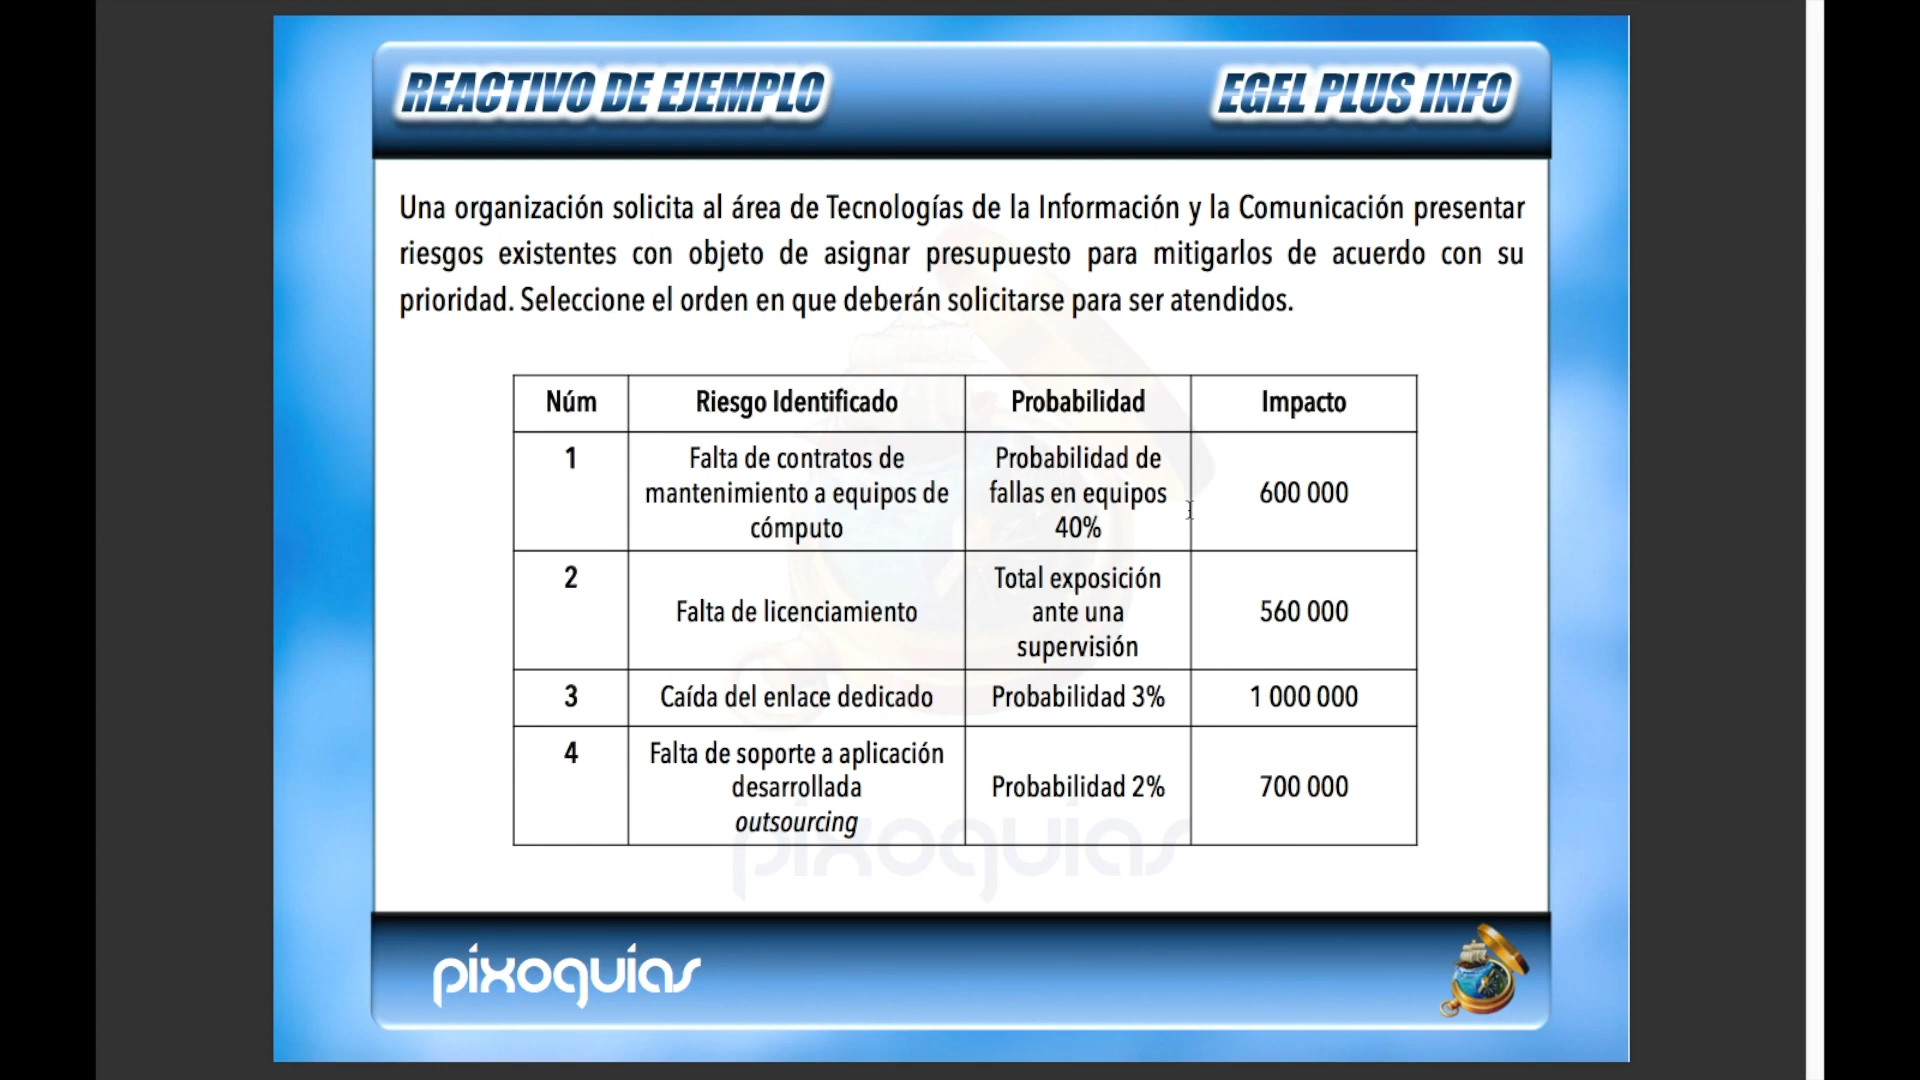 REACTIVO DE EJEMPLO
EGEL PLUS INFO
Una organización solicita al área de Tecnologías de la Información y la Comunicación presentar
riesgos existentes con objeto de asignar presupuesto para mitigarlos de acuerdo con su
prioridad. Seleccione el orden en que deberán solicitarse para ser atendidos.
Núm Riesgo Identificado Probabilidad Impacto
1
Falta de contratos de
mantenimiento a equipos de
cómputo
Probabilidad de
fallas en equipos
40%
600 000
2
Falta de licenciamiento
Total exposición
ante una
supervisión
560 000
3 Caída del enlace dedicado Probabilidad 3% 1 000 000
4
Falta de soporte a aplicación
desarrollada
outsourcing
Probabilidad 2%
700 000
pixoguías
pixoguías